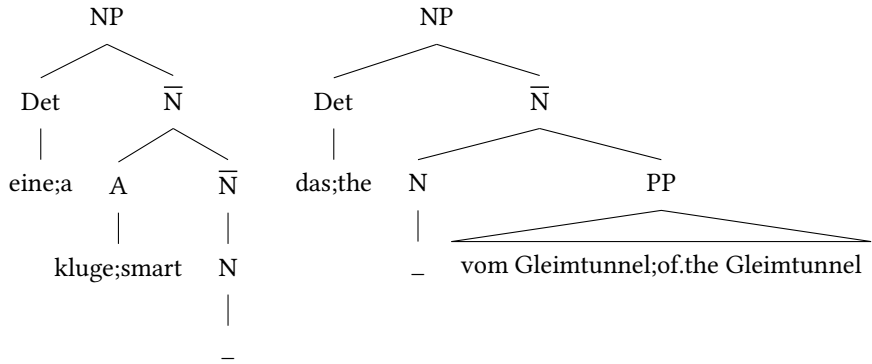 NP NP
Det N̅ Det N̅
eine;a A N̅ das;the N PP
kluge;smart N _ vom Gleimtunnel;of.the Gleimtunnel
_